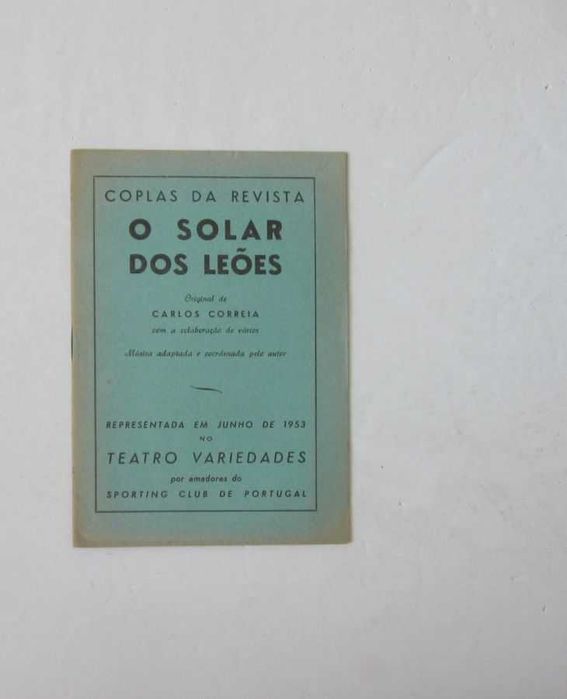 COPLAS DA REVISTA
O SOLAR
DOS LEÕES
Original de
CARLOS CORREIA
com a colaboração de vários
Música adaptada e coordenada pelo autor
REPRESENTADA EM JUNHO DE 1953
NO
TEATRO VARIEDADES
por amadores do
SPORTING CLUB DE PORTUGAL